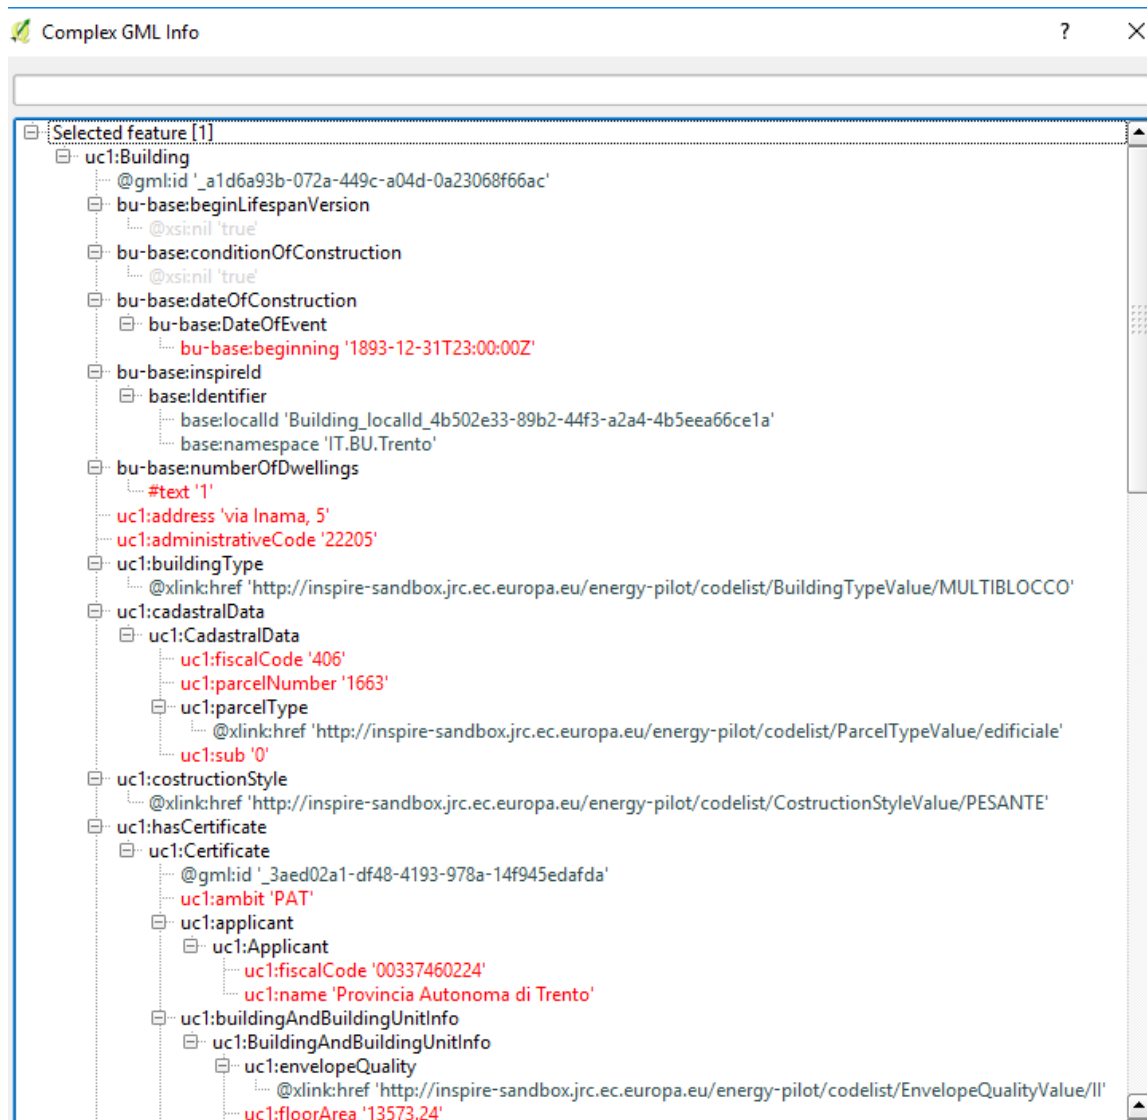 Complex GML Info
?
Selected feature [1]
uc1:Building
@gml:id '_a1d6a93b-072a-449c-a04d-0a23068f66ac'
bu-base:beginLifespanVersion
@xsi:nil 'true'
bu-base:conditionOfConstruction
@xsi:nil 'true'
bu-base:dateOfConstruction
bu-base:DateOfEvent
bu-base:beginning '1893-12-31T23:00:00Z'
bu-base:inspireId
base:Identifier
base:localId 'Building_localId_4b502e33-89b2-44f3-a2a4-4b5eea66ce1a'
base:namespace 'IT.BU.Trento'
bu-base:numberOfDwellings
#text '1'
uc1:address 'via Inama, 5'
uc1:administrativeCode '22205'
uc1:buildingType
@xlink:href 'http://inspire-sandbox.jrc.ec.europa.eu/energy-pilot/codelist/BuildingTypeValue/MULTIBLOCCO'
uc1:cadastralData
uc1:CadastralData
uc1:fiscalCode '406'
uc1:parcelNumber '1663'
uc1:parcelType
@xlink:href 'http://inspire-sandbox.jrc.ec.europa.eu/energy-pilot/codelist/ParcelTypeValue/edificiale'
uc1:sub '0'
uc1:costructionStyle
@xlink:href 'http://inspire-sandbox.jrc.ec.europa.eu/energy-pilot/codelist/CostructionStyleValue/PESANTE'
uc1:hasCertificate
uc1:Certificate
@gml:id '_3aed02a1-df48-4193-978a-14f945edafda'
uc1:ambit 'PAT'
uc1:applicant
uc1:Applicant
uc1:fiscalCode '00337460224'
uc1:name 'Provincia Autonoma di Trento'
uc1:buildingAndBuildingUnitInfo
uc1:BuildingAndBuildingUnitInfo
uc1:envelopeQuality
@xlink:href 'http://inspire-sandbox.jrc.ec.europa.eu/energy-pilot/codelist/EnvelopeQualityValue/II'
uc1:floorArea '13573.24'